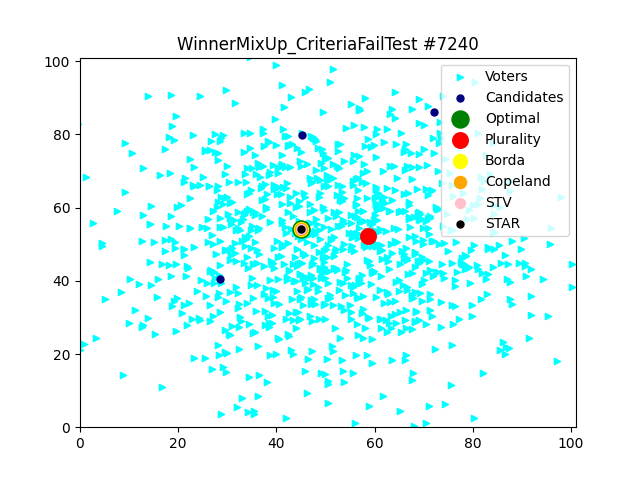 WinnerMixUp_CriteriaFailTest #7240
100
80
60
40
20
0
0
20
40
60
80
100
Voters
Candidates
Optimal
Plurality
Borda
Copeland
STV
STAR